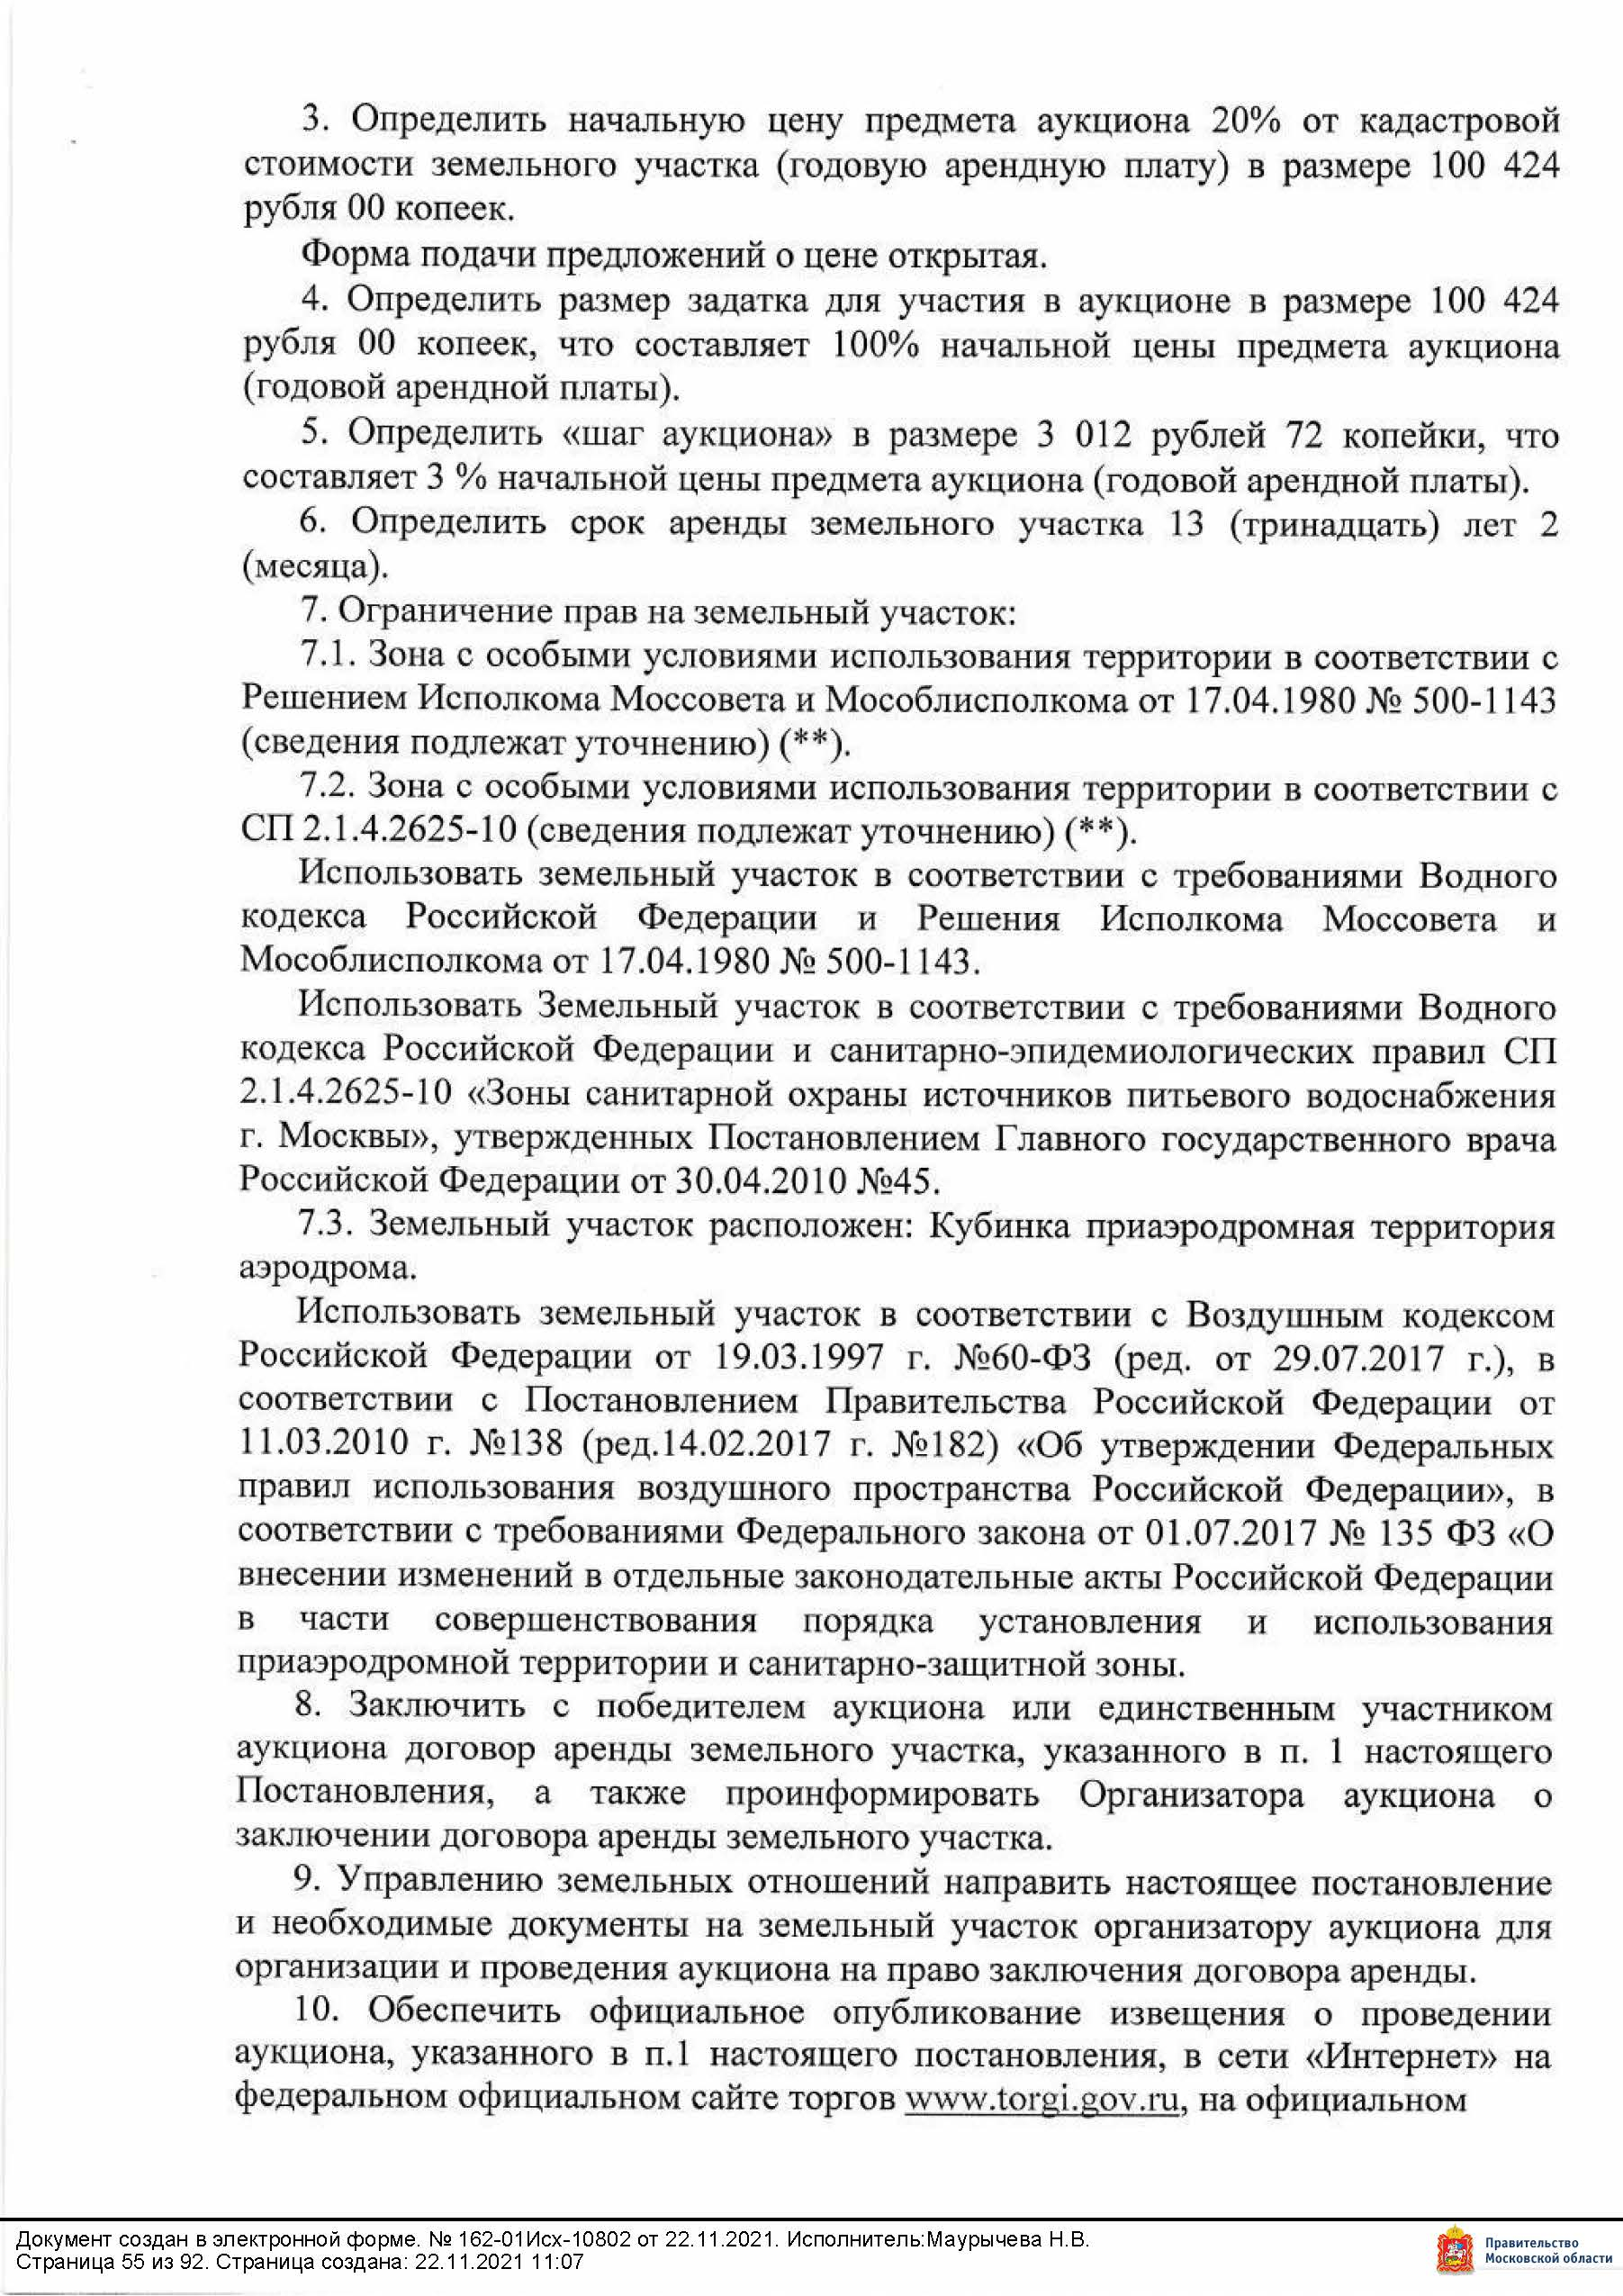 3. Определить начальную цену предмета аукциона 20% от кадастровой
стоимости земельного участка (годовую арендную плату) в размере 100 424
рубля 00 копеек.
Форма подачи предложений о цене открытая.
4. Определить размер задатка для участия в аукционе в размере 100 424
рубля 00 копеек, что составляет 100% начальной цены предмета аукциона
(годовой арендной платы).
5. Определить «шаг аукциона» в размере 3 012 рублей 72 копейки, что
составляет 3 % начальной цены предмета аукциона (годовой арендной платы).
6. Определить срок аренды земельного участка 13 (тринадцать) лет 2
(месяца).
7. Ограничение прав на земельный участок:
7.1. Зона с особыми условиями использования территории в соответствии с
Решением Исполкома Моссовета и Мособлисполкома от 17.04.1980 № 500-1143
(сведения подлежат уточнению) (**).
7.2. Зона с особыми условиями использования территории в соответствии с
СП 2.1.4.2625-10 (сведения подлежат уточнению) (**).
Использовать земельный участок в соответствии с требованиями Водного
кодекса Российской Федерации и Решения Исполкома Моссовета и
Мособлисполкома от 17.04.1980 № 500-1143.
Использовать Земельный участок в соответствии с требованиями Водного
кодекса Российской Федерации и санитарно-эпидемиологических правил СП
2.1.4.2625-10 «Зоны санитарной охраны источников питьевого водоснабжения
г. Москвы», утвержденных Постановлением Главного государственного врача
Российской Федерации от 30.04.2010 №45.
7.3. Земельный участок расположен: Кубинка приаэродромная территория
аэродрома.
Использовать земельный участок в соответствии с Воздушным кодексом
Российской Федерации от 19.03.1997 г. №60-ФЗ (ред. от 29.07.2017 г.), в
соответствии с Постановлением Правительства Российской Федерации от
11.03.2010 г. №138 (ред.14.02.2017 г. №182) «Об утверждении Федеральных
правил использования воздушного пространства Российской Федерации», в
соответствии с требованиями Федерального закона от 01.07.2017 № 135 ФЗ «О
внесении изменений в отдельные законодательные акты Российской Федерации
в части совершенствования порядка установления и использования
приаэродромной территории и санитарно-защитной зоны.
8. Заключить с победителем аукциона или единственным участником
аукциона договор аренды земельного участка, указанного в п. 1 настоящего
Постановления, а также проинформировать Организатора аукциона о
заключении договора аренды земельного участка.
9. Управлению земельных отношений направить настоящее постановление
и необходимые документы на земельный участок организатору аукциона для
организации и проведения аукциона на право заключения договора аренды.
10. Обеспечить официальное опубликование извещения о проведении
аукциона, указанного в п.1 настоящего постановления, в сети «Интернет» на
федеральном официальном сайте торгов www.torgi.gov.ru, на официальном
Документ создан в электронной форме. № 162-01Исх-10802 от 22.11.2021. Исполнитель:Маурычева Н.В.
Страница 55 из 92. Страница создана: 22.11.2021 11:07
Правительство
Московской области